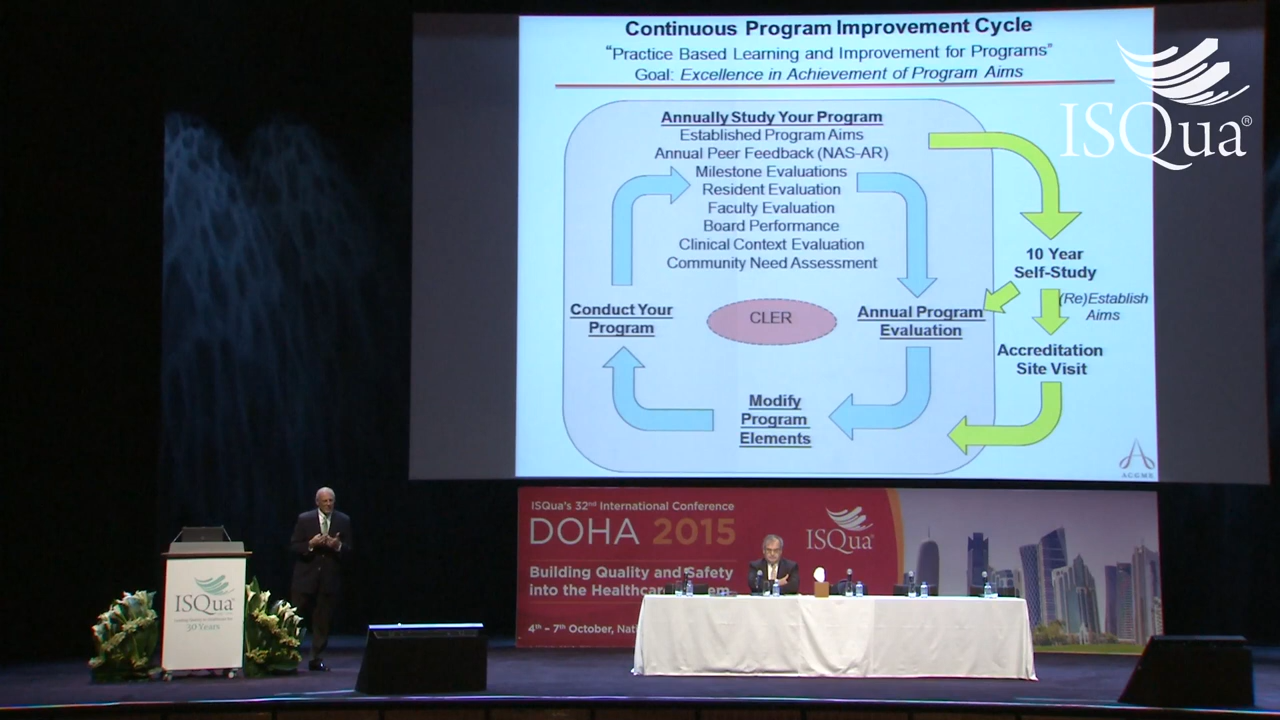 Continuous Program Improvement Cycle
“Practice Based Learning and Improvement for Programs”
Goal: Excellence in Achievement of Program Aims
ISQua®
Annually Study Your Program
Established Program Aims
Annual Peer Feedback (NAS-AR)
Milestone Evaluations
Resident Evaluation
Faculty Evaluation
Board Performance
Clinical Context Evaluation
Community Need Assessment
10 Year
Self-Study
(Re)Establish
Aims
Conduct Your
Program
CLER
Annual Program
Evaluation
Accreditation
Site Visit
Modify
Program
Elements
ACGME
ISQua's 32nd International Conference
DOHA 2015
ISQua
Building Quality and Safety
into the Healthcare
4th – 7th October,
ISQua
30 Years